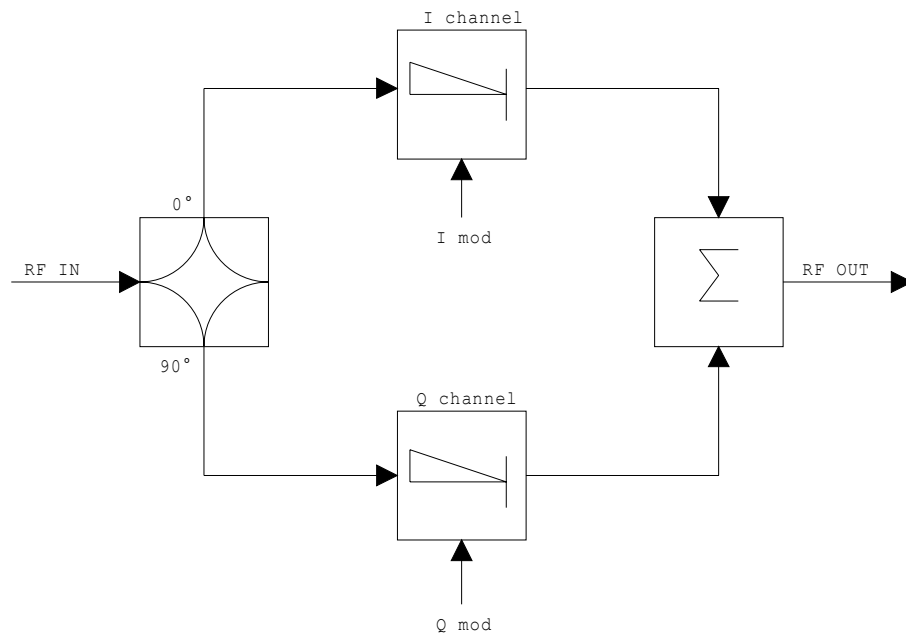 I channel
0°
I mod
RF IN
RF OUT
Σ
90°
Q channel
Q mod